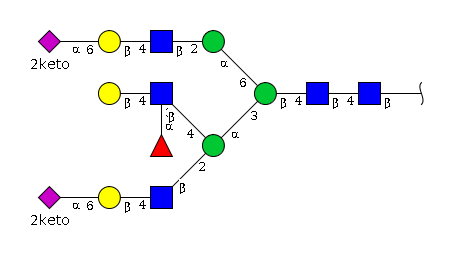 α 6 β 4 β 2
2keto
α
6
β 4 β
β 4 β 4 β
α 4 3
α
2
β
α 6 β 4
2keto